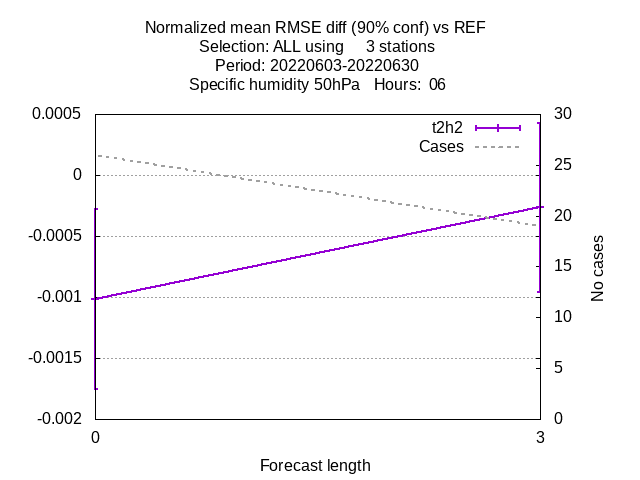 Normalized mean RMSE diff (90% conf) vs REF
Selection: ALL using     3 stations
Period: 20220603-20220630
Specific humidity 50hPa   Hours:  06
0.0005
0
-0.0005
-0.001
-0.0015
-0.002
t2h2
Cases
30
25
20
15
10
5
0
No cases
0
3
Forecast length